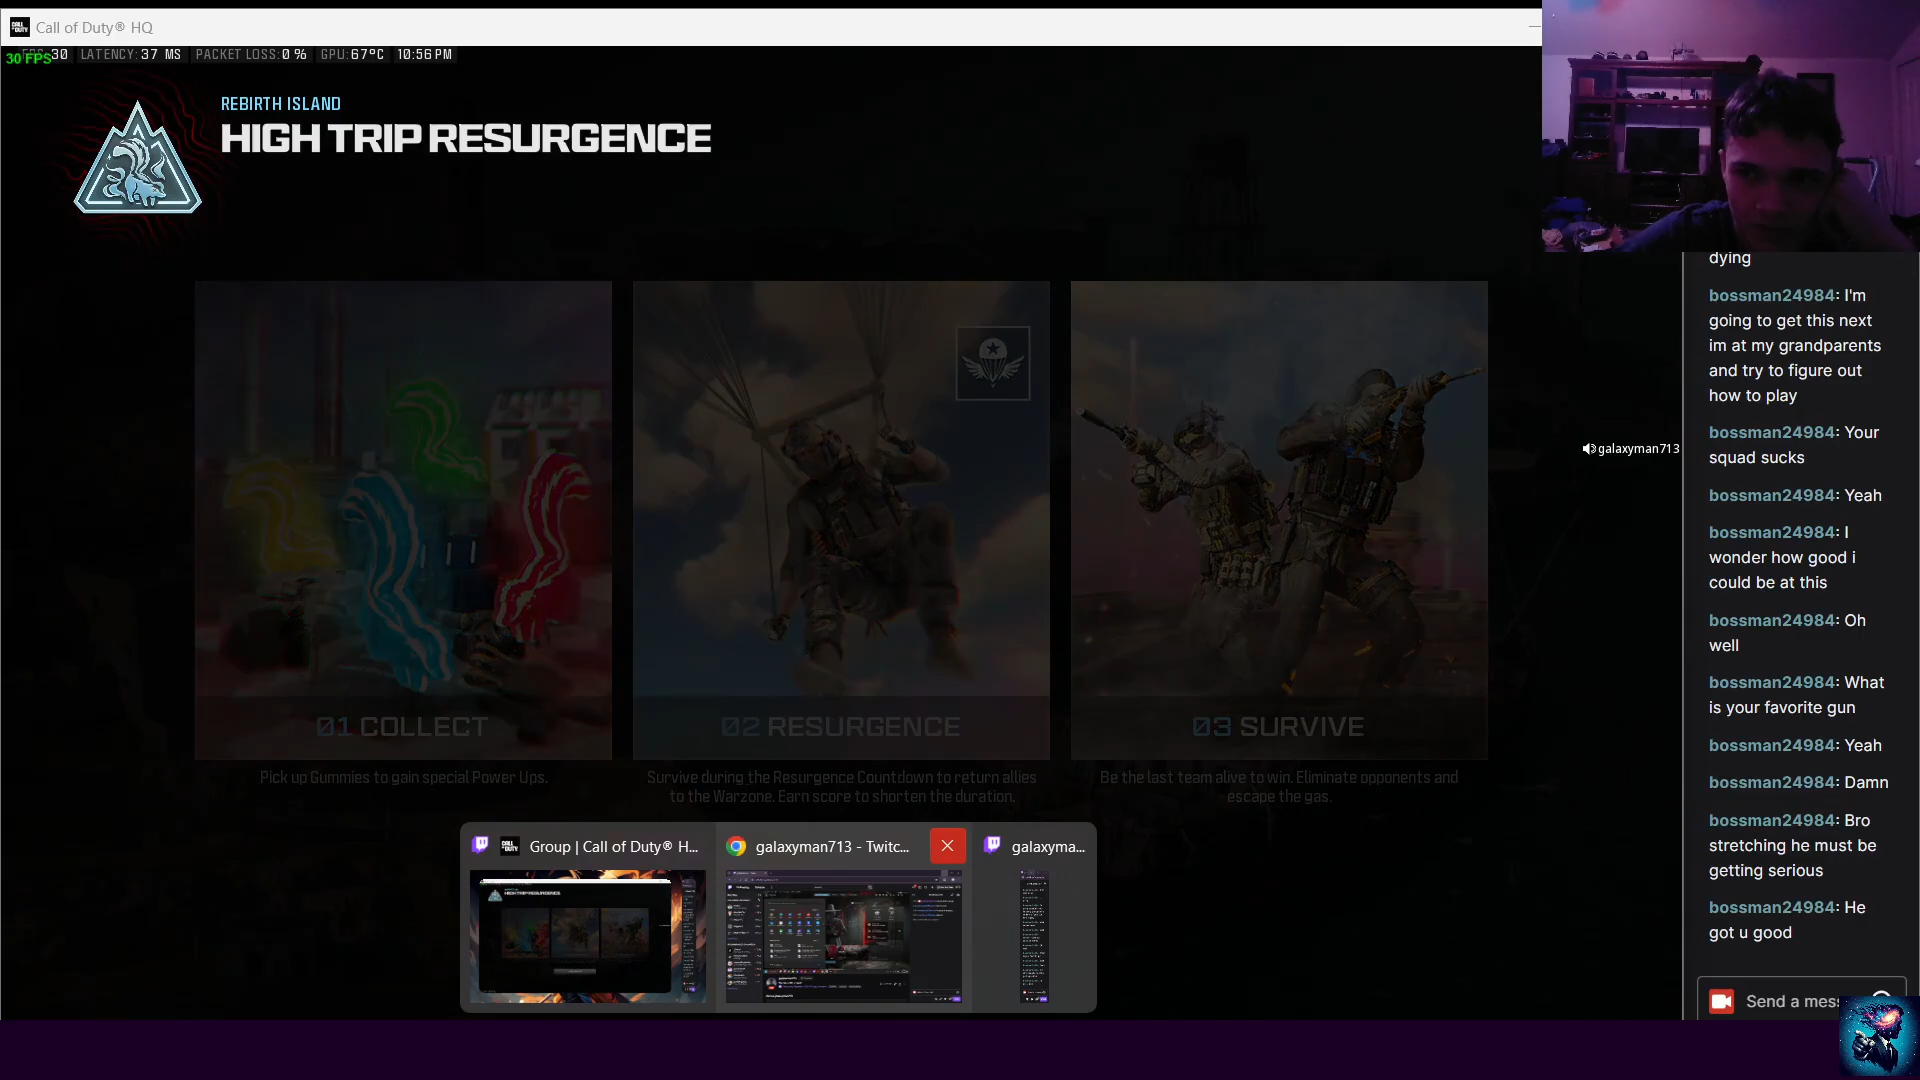 Call of Duty® HQ
30 FPS
30 LATENCY: 37 MS PACKET LOSS: 0 % GPU: 67°C 10:56 PM
REBIRTH ISLAND
HIGH TRIP RESURGENCE
01 COLLECT
Pick up Gummies to gain special Power Ups.
02 RESURGENCE
Survive during the Resurgence Countdown to return allies
to the Warzone. Earn score to shorten the duration.
03 SURVIVE
Be the last team alive to win. Eliminate opponents and
escape the gas.
Group | Call of Duty® H...
galaxyman713 - Twitc...
galaxyma...
galaxyman713
dying
bossman24984: I'm
going to get this next
im at my grandparents
and try to figure out
how to play
bossman24984: Your
squad sucks
bossman24984: Yeah
bossman24984: I
wonder how good i
could be at this
bossman24984: Oh
well
bossman24984: What
is your favorite gun
bossman24984: Yeah
bossman24984: Damn
bossman24984: Bro
stretching he must be
getting serious
bossman24984: He
got u good
Send a mess